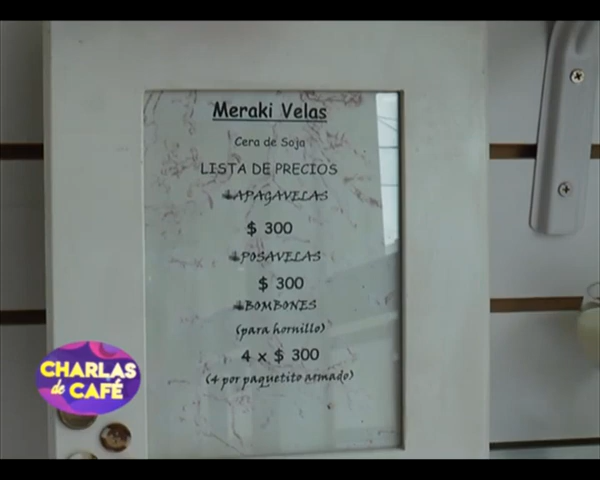 Meraki Velas
Cera de Soja
LISTA DE PRECIOS
APAGAVELAS
$ 300
POSAVELAS
$ 300
BOMBONES
(para hornillo)
4 x $ 300
(4 por paquetito armado)
CHARLAS
de CAFÉ